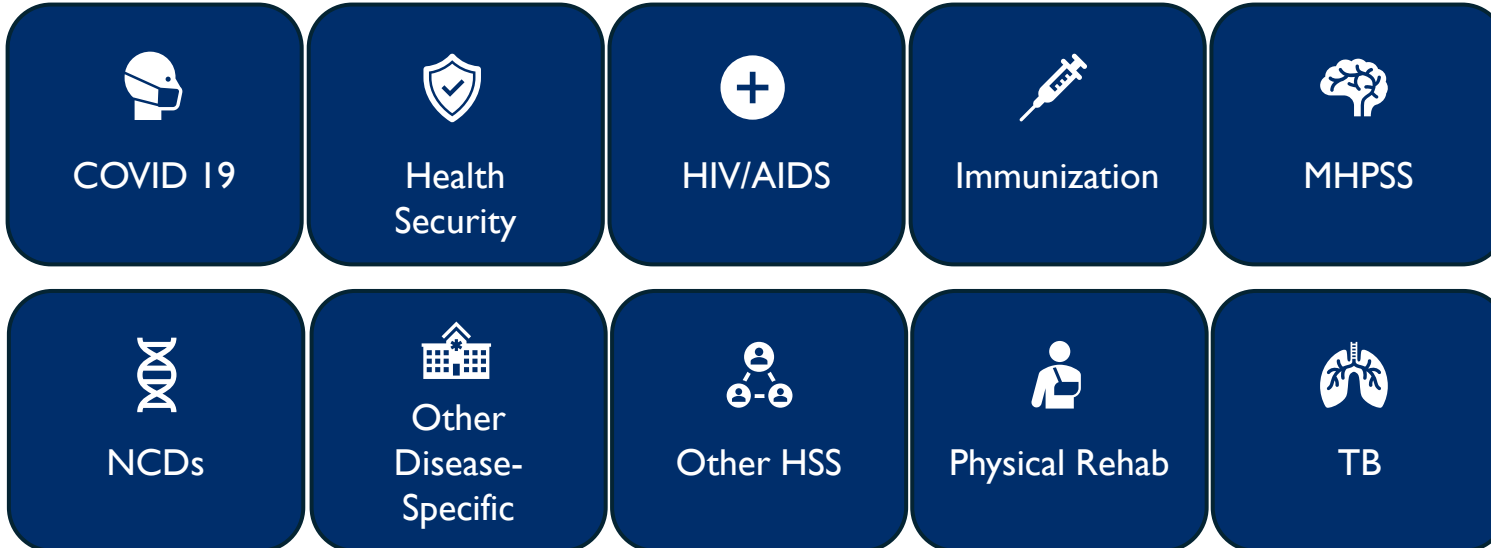 COVID 19
Health
Security
HIV/AIDS
Immunization
MHPSS
NCDs
Other
Disease-
Specific
Other HSS
Physical Rehab
TB